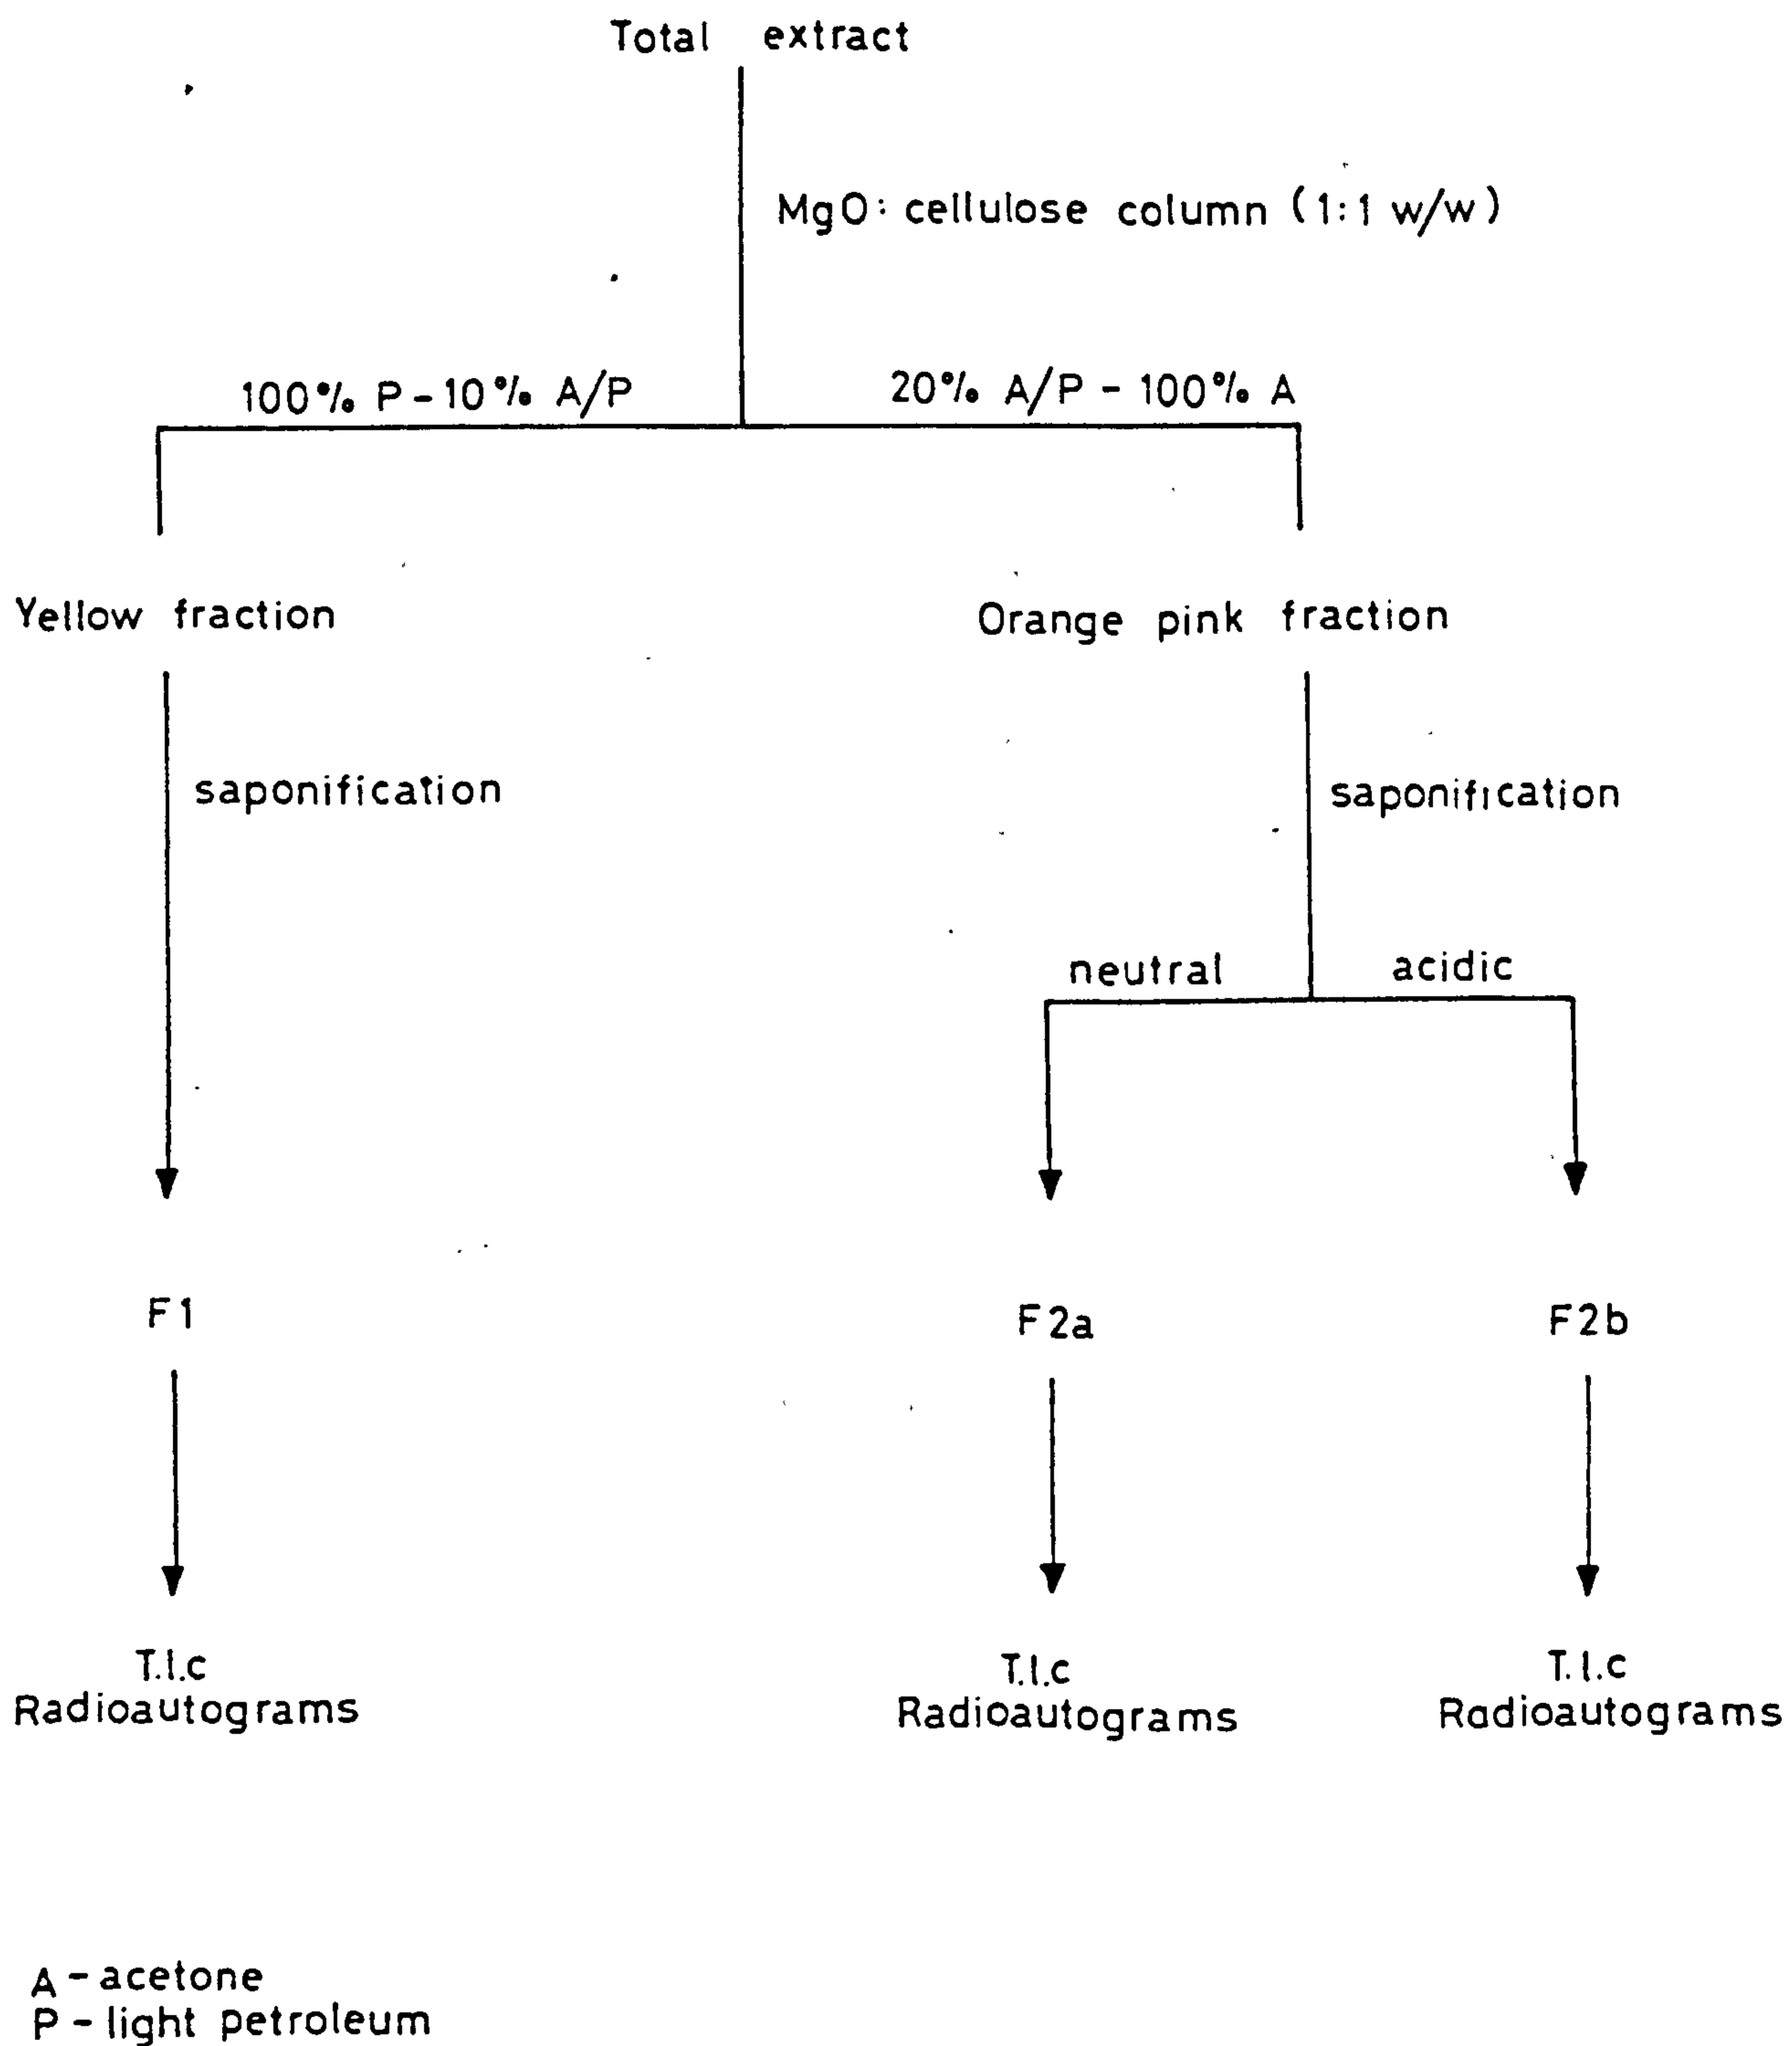 Total extract
MgO: cellulose column (1:1 w/w)
100% P - 10% A/P
20% A/P - 100% A
Yellow fraction
Orange pink fraction
saponification
saponification
neutral
acidic
F1
F2a
F2b
T.l.c
Radioautograms
T.l.c
Radioautograms
T.l.c
Radioautograms
A - acetone
P - light petroleum